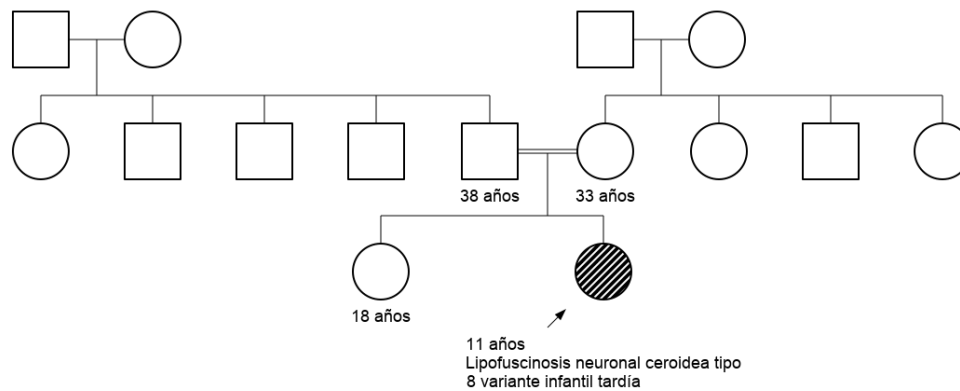 38 años
33 años
18 años
11 años
Lipofuscinosis neuronal ceroidea tipo
8 variante infantil tardía